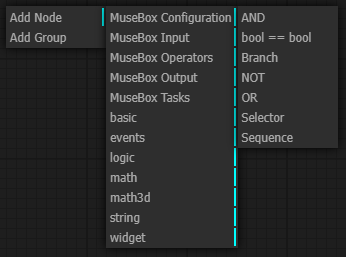 Add Node
Add Group
MuseBox Configuration
MuseBox Input
MuseBox Operators
MuseBox Output
MuseBox Tasks
basic
events
logic
math
math3d
string
widget
AND
bool == bool
Branch
NOT
OR
Selector
Sequence